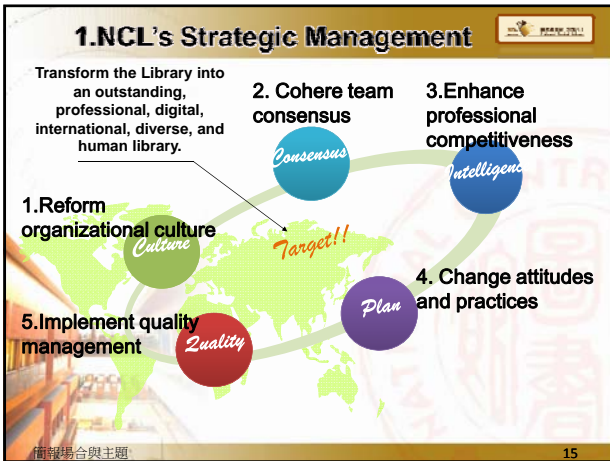 1.NCL's Strategic Management
Transform the Library into
an outstanding,
professional, digital,
international, diverse, and
human library.
2. Cohere team
consensus
3.Enhance
professional
competitiveness
Consensus
Intelligenc
1.Reform
organizational culture
Culture
Target!!
4. Change attitudes
and practices
Plan
5.Implement quality
management
Quality
簡報場合與主題
15